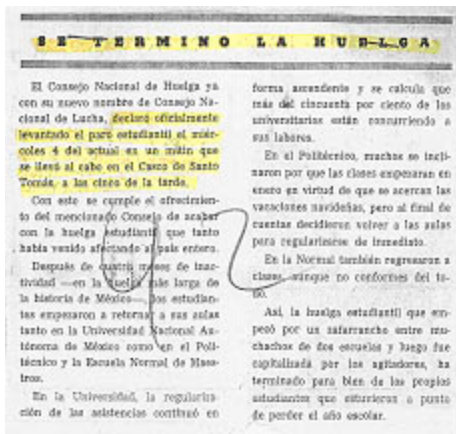 SE TERMINO LA HUELGA
El Consejo Nacional de Huelga ya
con su nuevo nombre de Consejo Na-
cional de Lucha, declaró oficialmente
levantado el paro estudiantil el miér-
coles 4 del actual en un mitin que
se llevó al cabo en el Casco de Santo
Tomás, a las cinco de la tarde.
Con esto se cumple el ofrecimien-
to del mencionado Consejo de acabar
con la huelga estudiantil que tanto
había venido afectando al país entero.
Después de cuatro meses de inac-
tividad —en la huelga más larga de
la historia de México— los estudian-
tes empezaron a retornar a sus aulas
tanto en la Universidad Nacional Au-
tónoma de México como en el Poli-
técnico y la Escuela Normal de Maes-
tros.
En la Universidad, la regulariza-
ción de las asistencias continuó en
forma ascendente y se calcula que
más del cincuenta por ciento de los
universitarios están concurriendo a
sus labores.
En el Politécnico, muchos se incli-
naron por que las clases empezaran en
enero en virtud de que se acercan las
vacaciones navideñas, pero al final de
cuentas decidieron volver a las aulas
para regularizarse de inmediato.
En la Normal también regresaron a
clases, aunque no conformes del to-
do.
Así, la huelga estudiantil que em-
pezó por un zafarrancho entre mu-
chachos de dos escuelas y luego fue
capitalizada por los agitadores, ha
terminado para bien de los propios
estudiantes que estuvieron a punto
de perder el año escolar.